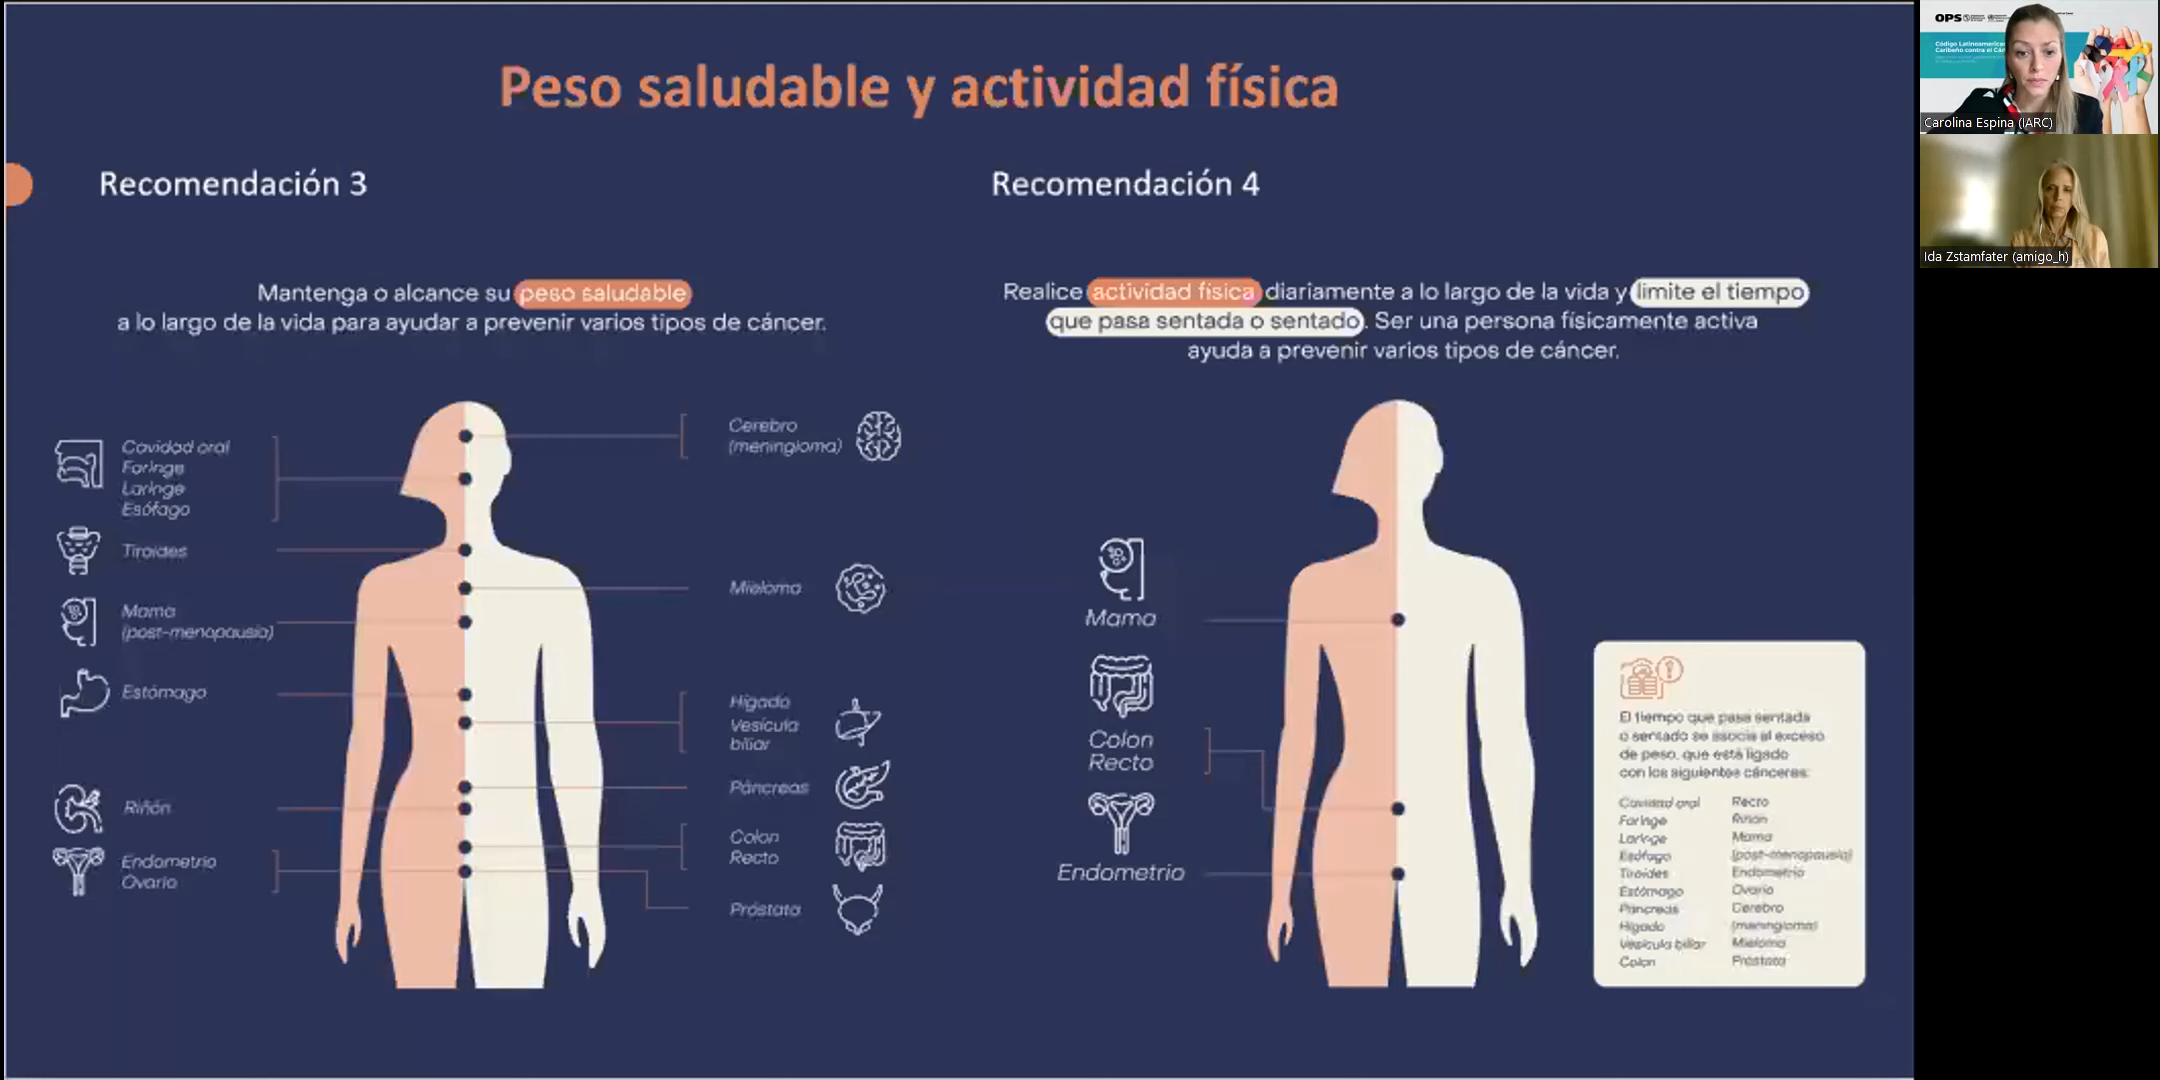 Peso saludable y actividad física
Recomendación 3
Mantenga o alcance su peso saludable
a lo largo de la vida para ayudar a prevenir varios tipos de cáncer.
Cavidad oral
Faringe
Laringe
Esófago
Tiroides
Mama
(post-menopausia)
Estómago
Riñón
Endometrio
Ovario
Cerebro
(meningioma)
Mieloma
Hígado
Vesícula
biliar
Páncreas
Colon
Recto
Próstata
Recomendación 4
Realice actividad física diariamente a lo largo de la vida y limite el tiempo
que pasa sentada o sentado. Ser una persona físicamente activa
ayuda a prevenir varios tipos de cáncer.
Mama
Colon
Recto
Endometrio
El tiempo que pasa sentada
o sentado se asocia al exceso
de peso, que está ligado
con los siguientes cánceres:
Cavidad oral
Faringe
Laringe
Esófago
Tiroides
Estómago
Páncreas
Hígado
Vesícula biliar
Colon
Recto
Riñón
Mama
(post-menopausia)
Endometrio
Ovario
Cerebro
(meningioma)
Mieloma
Próstata
OPS
Código Latinoamerica
Caribeño contra el Cá
Carolina Espina (IARC)
Ida Zstamfater (amigo_h)